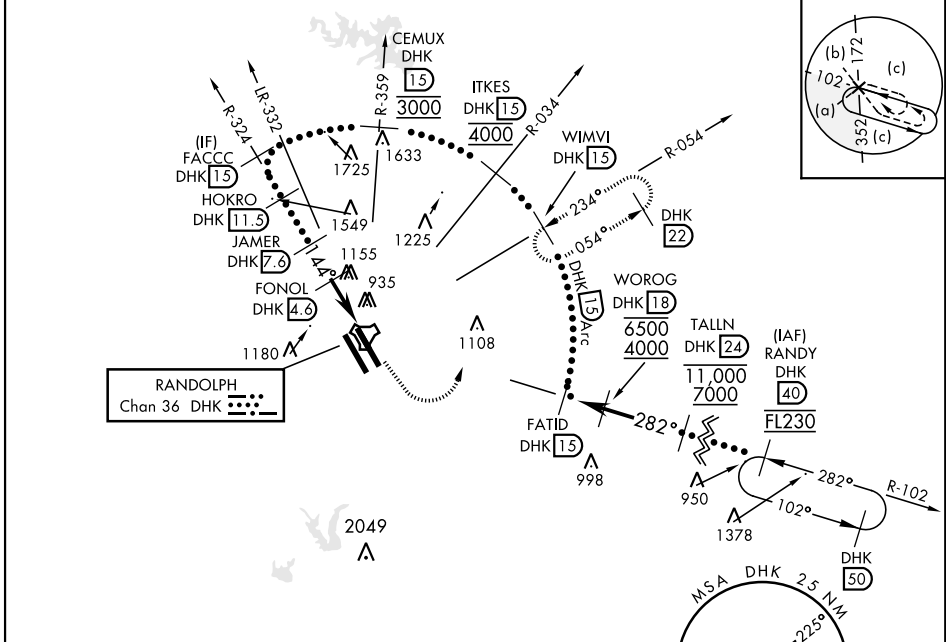 CEMUX
DHK
15
3000
R-359
ITKES
DHK 15
4000
R-034
WIMVI
DHK 15
R-054
R-324
LR-332
(IF)
FACCC
DHK 15
HOKRO
DHK 11.5
JAMER
DHK 7.6
FONOL
DHK 4.6
144°
1725
1633
1549
1225
1155
935
1180
1108
234°
054°
DHK
22
DHK 15 Arc
WOROG
DHK 18
6500
4000
TALLN
DHK 24
11,000
7000
(IAF)
RANDY
DHK
40
FL230
RANDOLPH
Chan 36 DHK
FATID
DHK 15
282°
998
950
1378
282°
102°
R-102
DHK
50
2049
MSA DHK 25 NM
225°
(b)
172
(c)
102
(a)
352
(c)